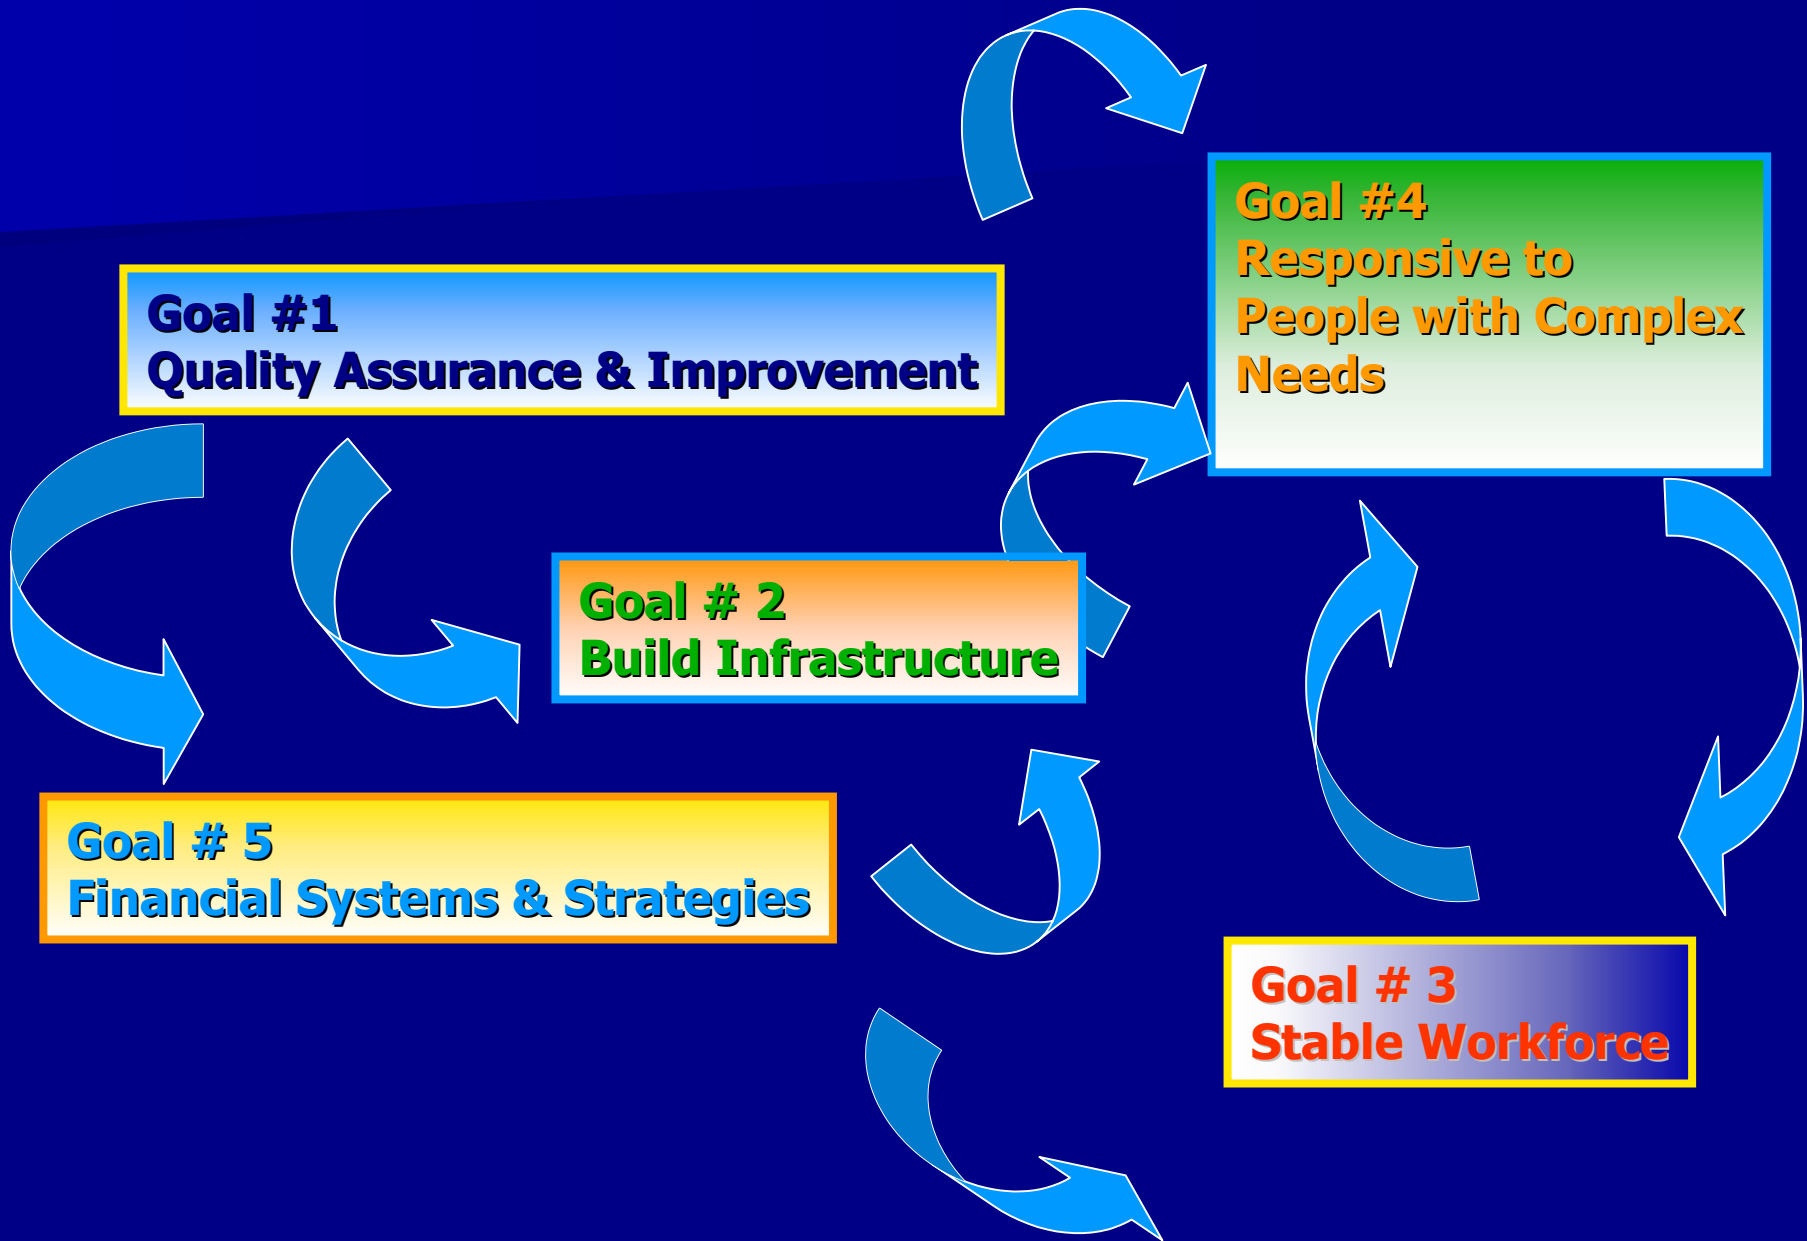 Goal #4
Responsive to
People with Complex
Needs
Goal #1
Quality Assurance & Improvement
Goal # 2
Build Infrastructure
Goal # 5
Financial Systems & Strategies
Goal # 3
Stable Workforce